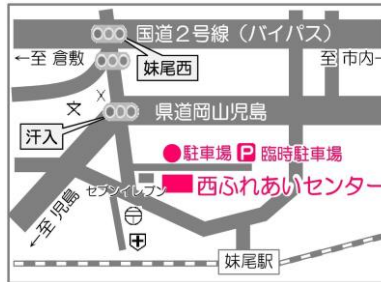 国道2号線（バイパス）
←至 倉敷
妹尾西
至 市内→
文
県道岡山児島
汗入
●駐車場 P 臨時駐車場
セブンイレブン
西ふれあいセンター
←至 児島
妹尾駅